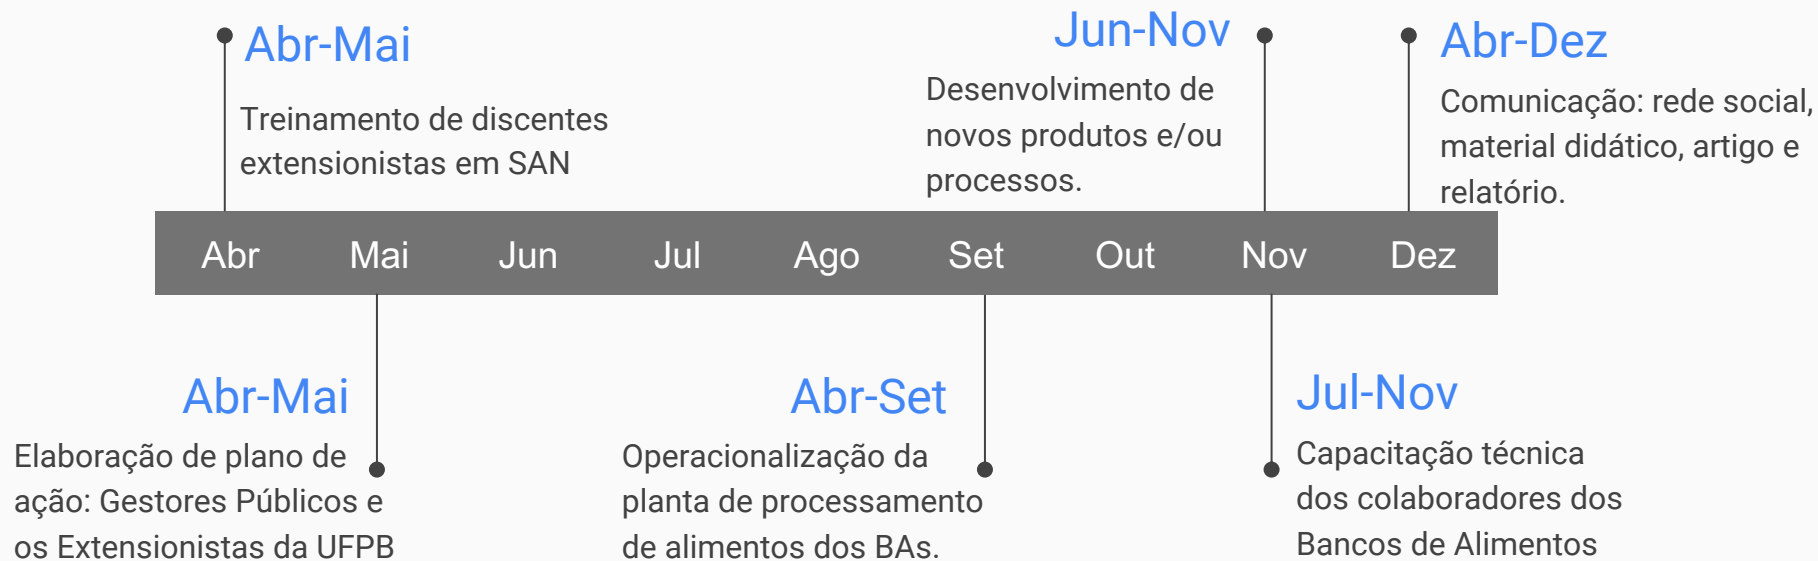 Abr-Mai
Treinamento de discentes
extensionistas em SAN
Jun-Nov
Desenvolvimento de
novos produtos e/ou
processos.
Abr-Dez
Comunicação: rede social,
material didático, artigo e
relatório.
Abr Mai Jun Jul Ago Set Out Nov Dez
Abr-Mai
Elaboração de plano de
ação: Gestores Públicos e
os Extensionistas da UFPB
Abr-Set
Operacionalização da
planta de processamento
de alimentos dos BAs.
Jul-Nov
Capacitação técnica
dos colaboradores dos
Bancos de Alimentos